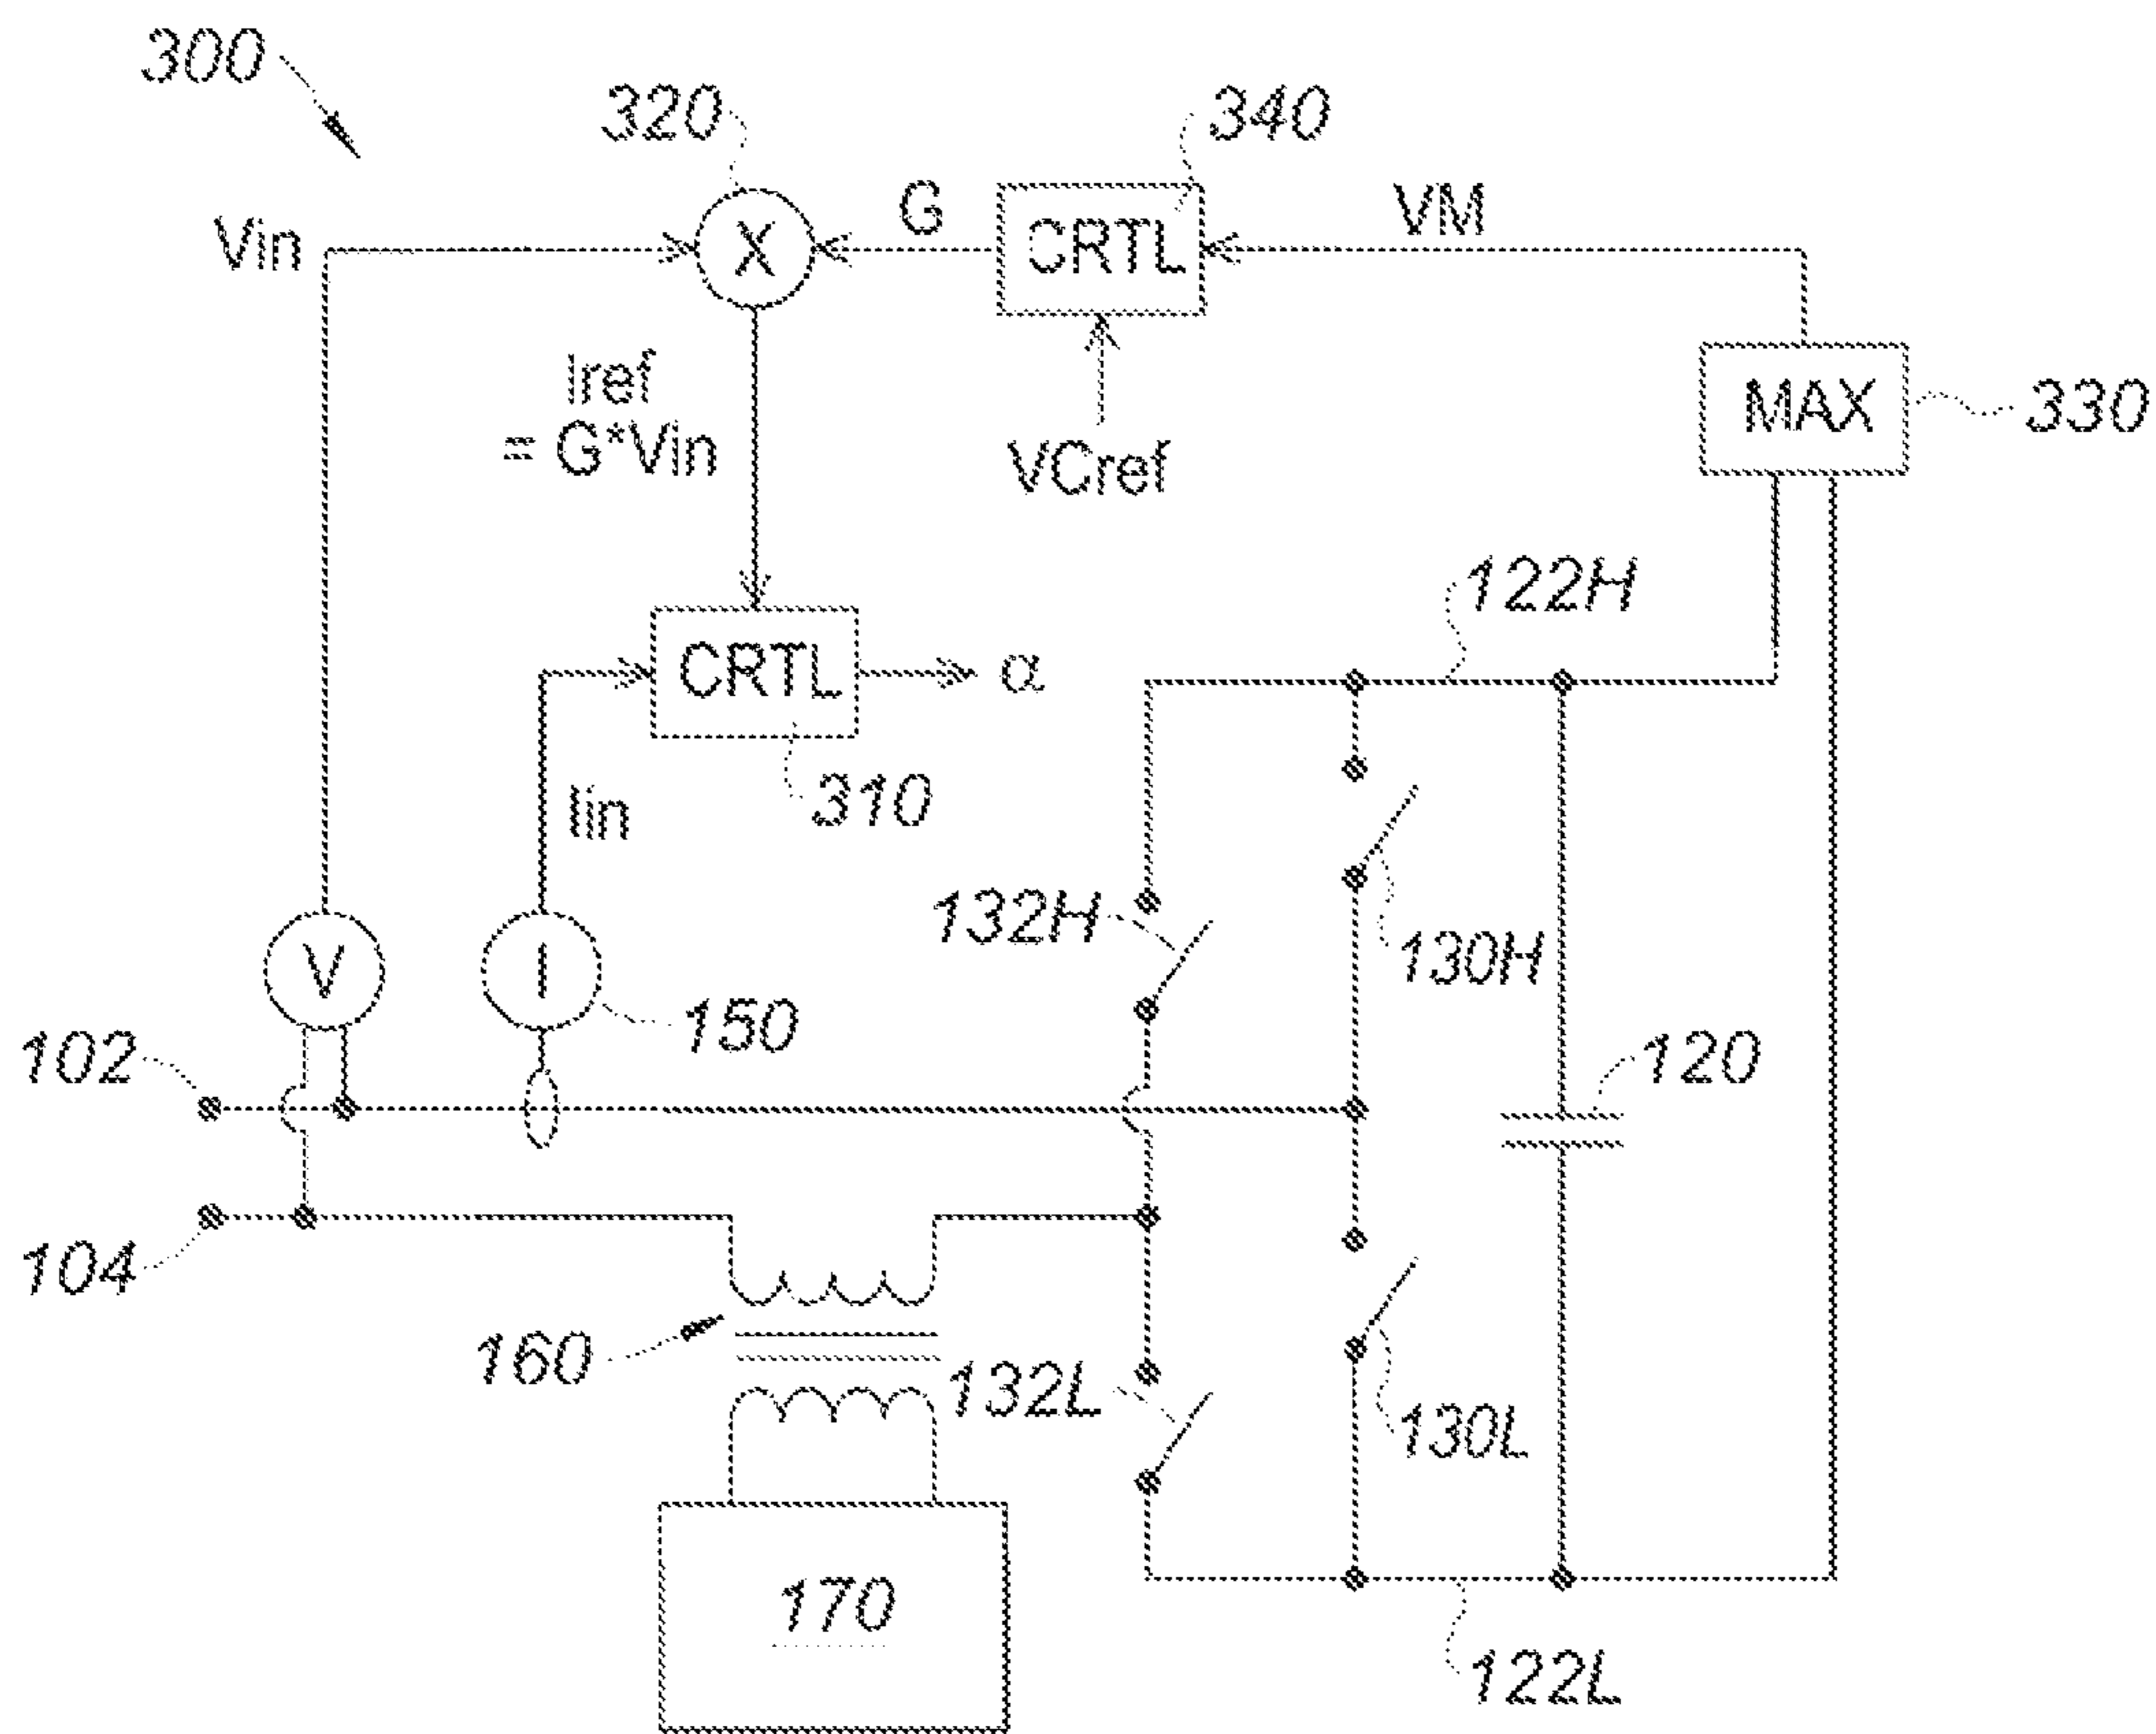 300
320
340
Vin
X
G
CRTL
VM
Iref
= G*Vin
VCref
MAX
330
122H
CRTL
α
310
Iin
132H
130H
V
I
150
102
120
104
160
132L
130L
170
122L